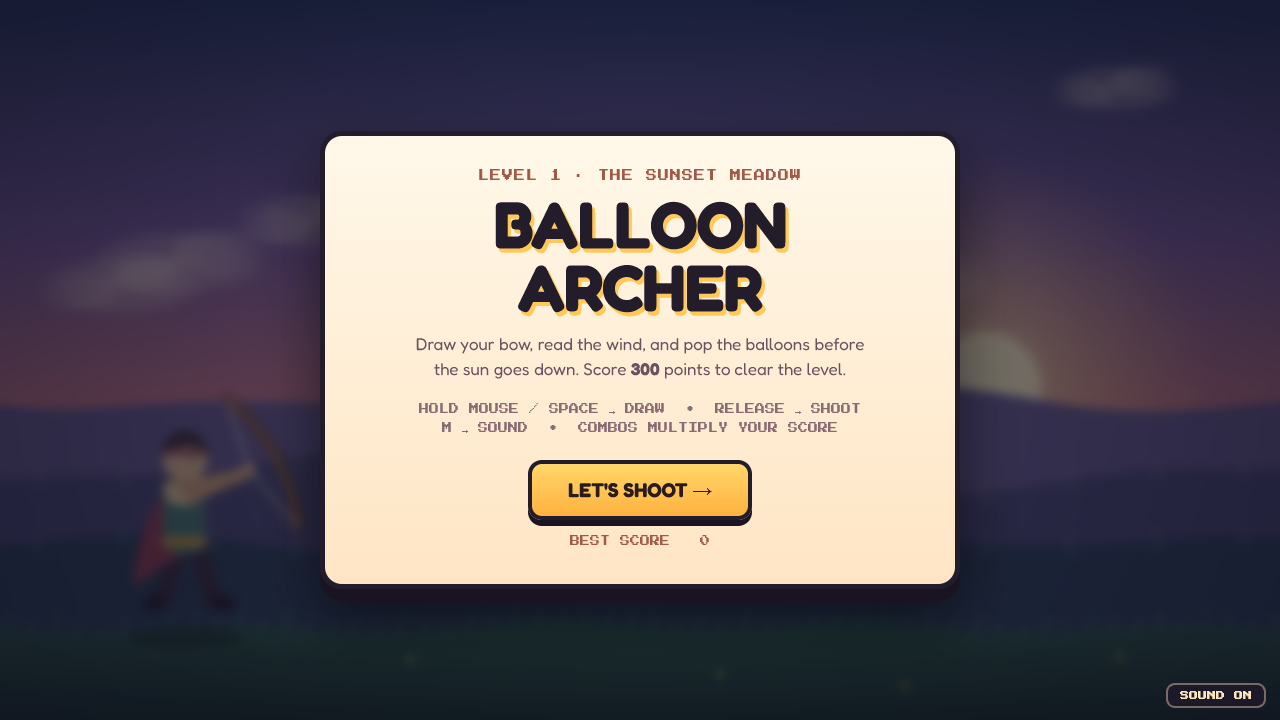 LEVEL 1 · THE SUNSET MEADOW
BALLOON
ARCHER
Draw your bow, read the wind, and pop the balloons before
the sun goes down. Score 300 points to clear the level.
HOLD MOUSE / SPACE → DRAW • RELEASE → SHOOT
M → SOUND • COMBOS MULTIPLY YOUR SCORE
LET'S SHOOT →
BEST SCORE 0
SOUND ON